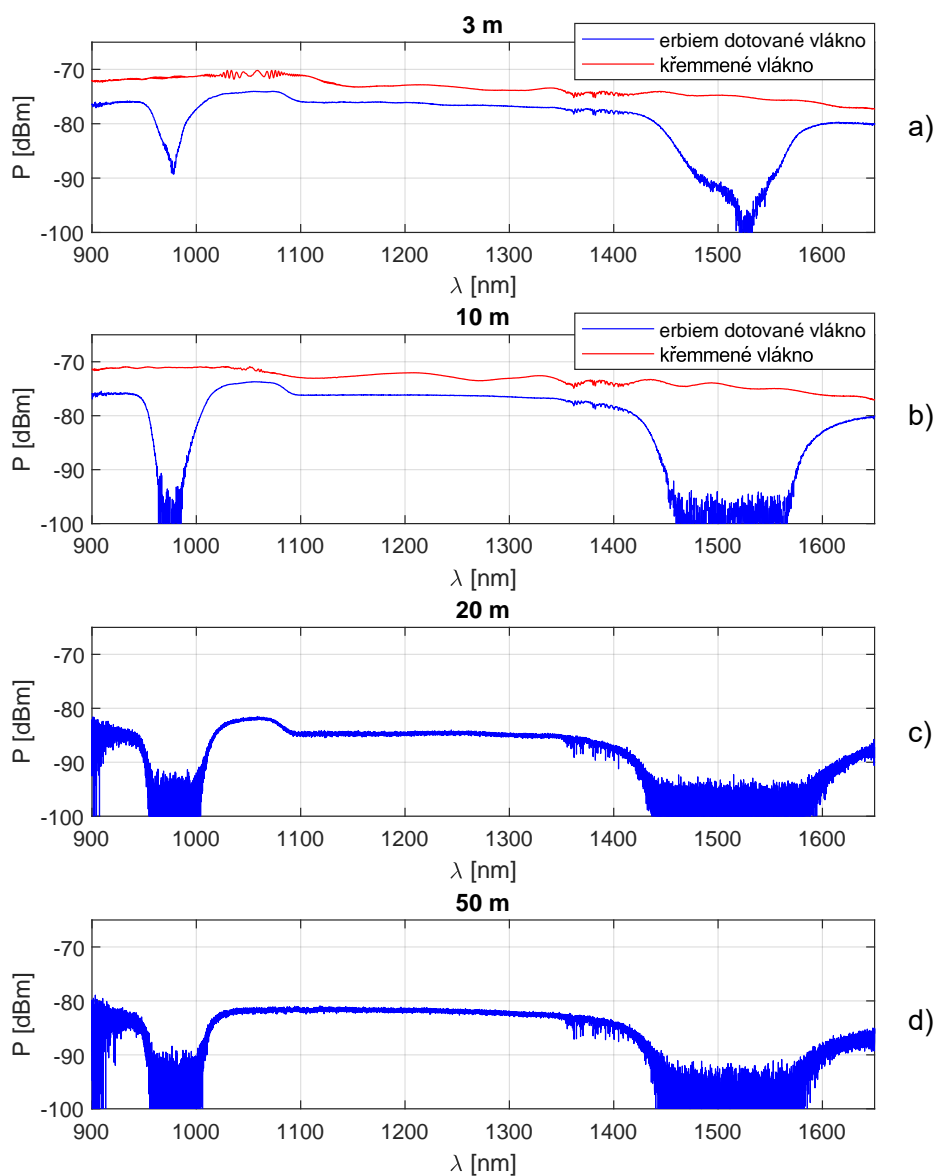 3 m
erbiem dotované vlákno
křemmené vlákno
-70
-80
-90
-100
P [dBm]
900 1000 1100 1200 1300 1400 1500 1600
λ [nm]
a)
10 m
erbiem dotované vlákno
křemmené vlákno
-70
-80
-90
-100
P [dBm]
900 1000 1100 1200 1300 1400 1500 1600
λ [nm]
b)
20 m
-70
-80
-90
-100
P [dBm]
900 1000 1100 1200 1300 1400 1500 1600
λ [nm]
c)
50 m
-70
-80
-90
-100
P [dBm]
900 1000 1100 1200 1300 1400 1500 1600
λ [nm]
d)